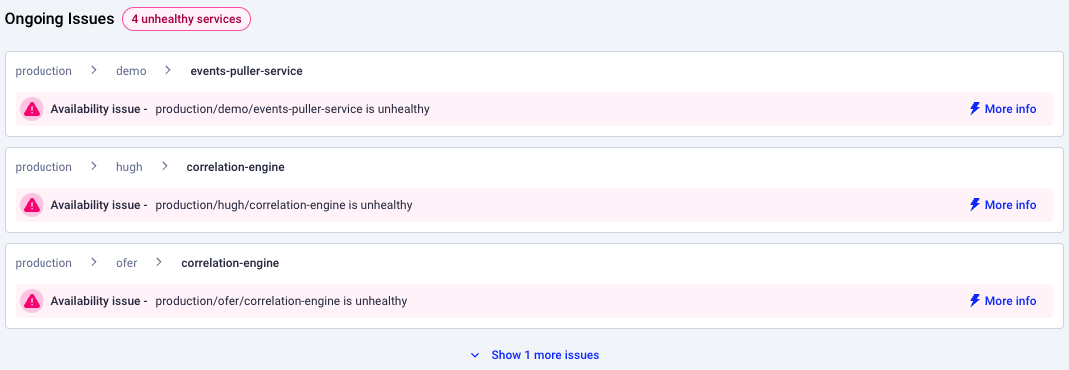 Ongoing Issues 4 unhealthy services
production > demo > events-puller-service
Availability issue - production/demo/events-puller-service is unhealthy More info
production > hugh > correlation-engine
Availability issue - production/hugh/correlation-engine is unhealthy More info
production > ofer > correlation-engine
Availability issue - production/ofer/correlation-engine is unhealthy More info
Show 1 more issues